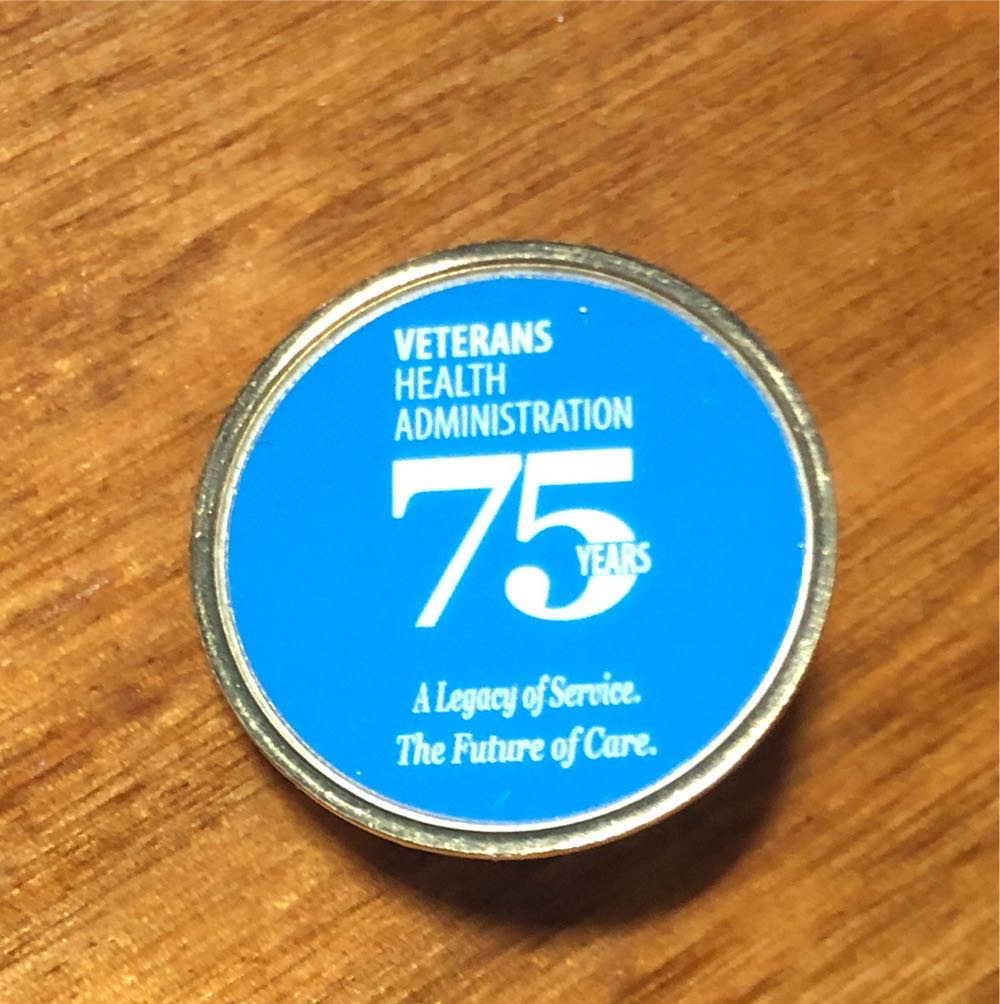 VETERANS
HEALTH
ADMINISTRATION
75
YEARS
A Legacy of Service.
The Future of Care.